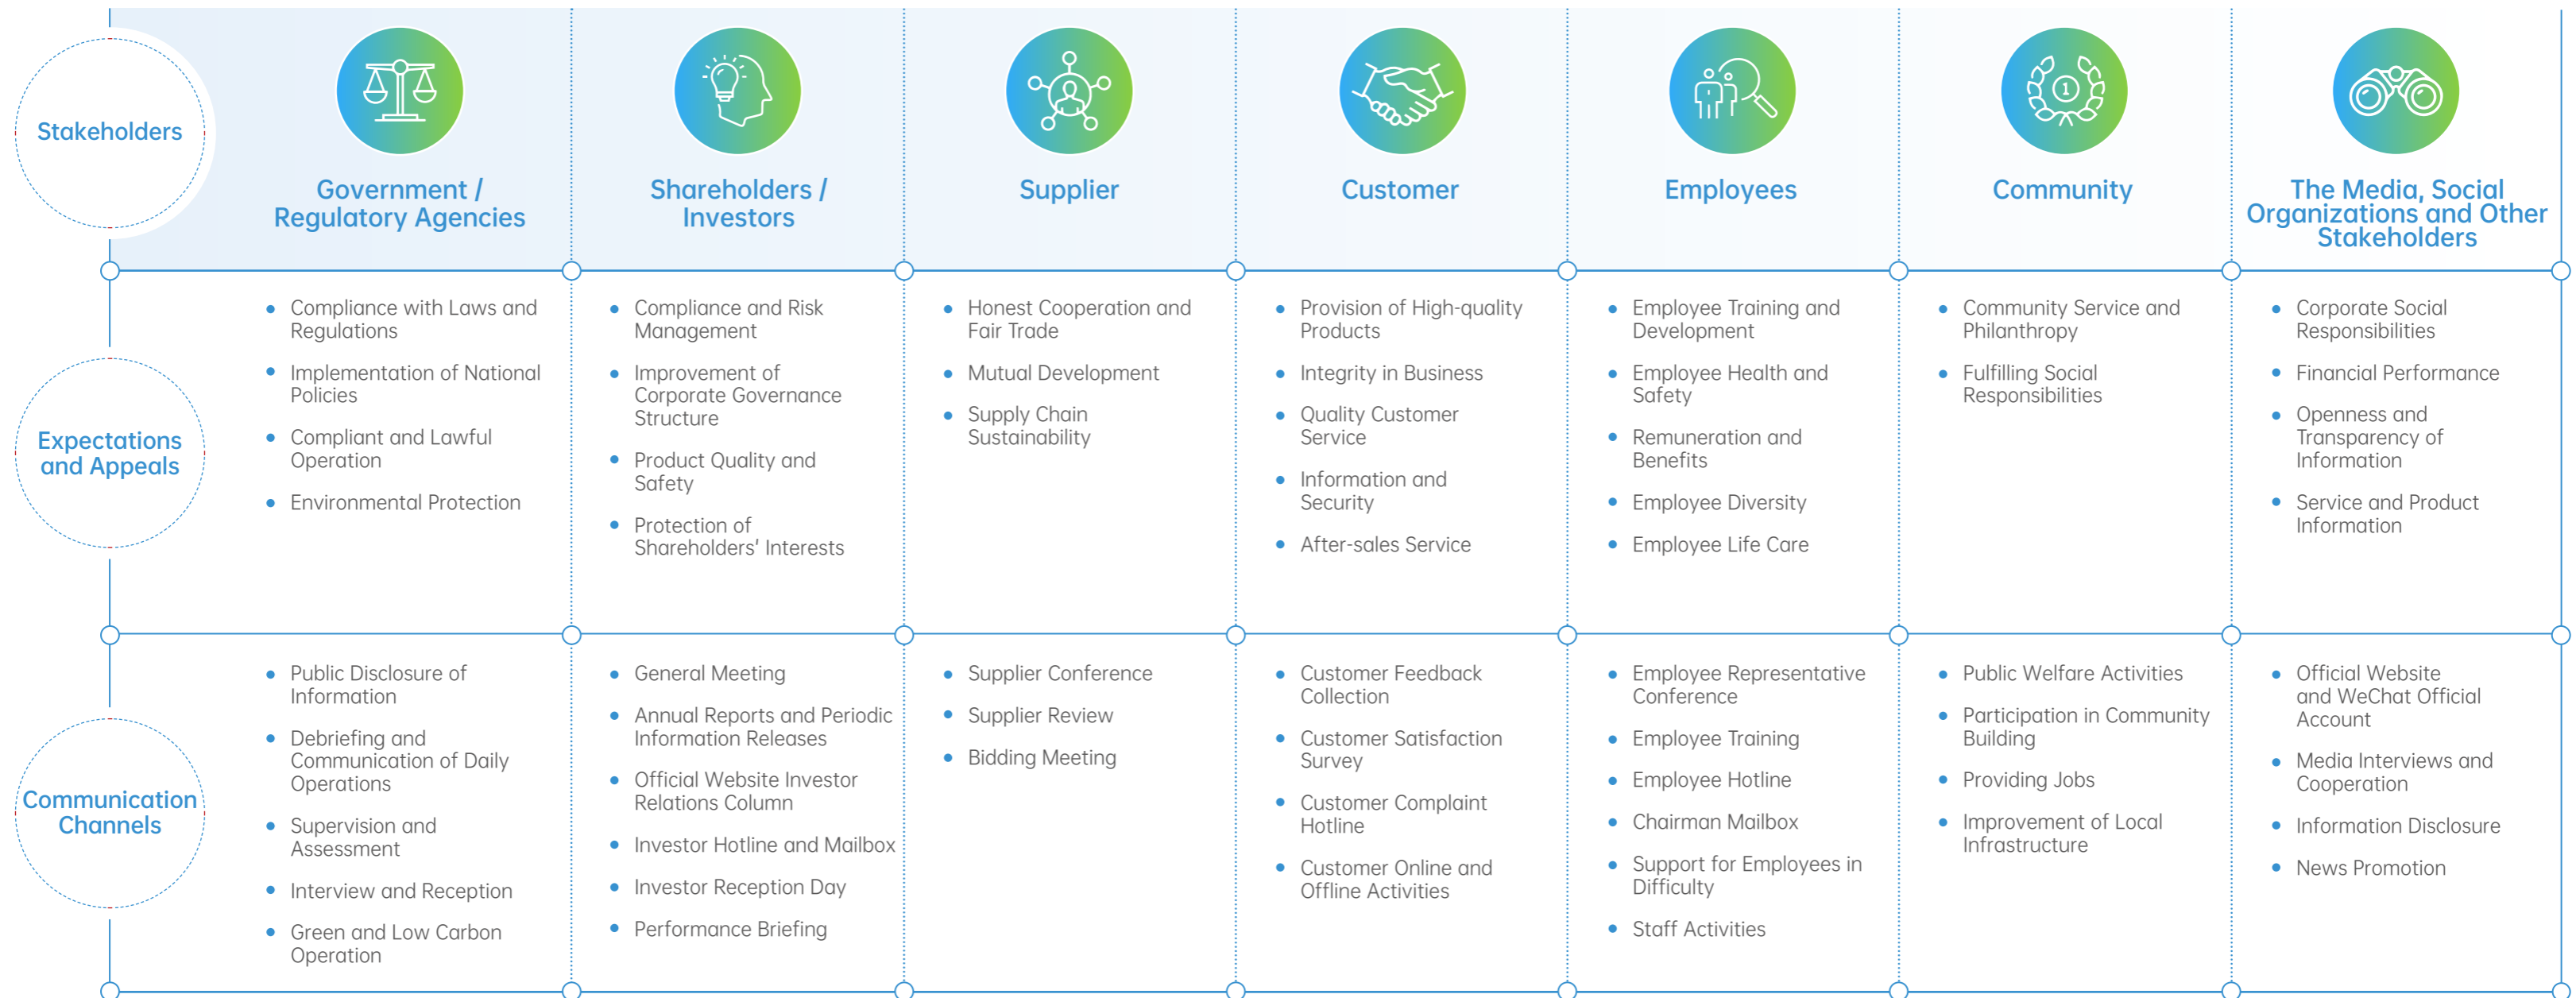 Stakeholders
Government /
Regulatory Agencies
Shareholders /
Investors
Supplier
Customer
Employees
Community
The Media, Social
Organizations and Other
Stakeholders
Expectations
and Appeals
Compliance with Laws and
Regulations
Implementation of National
Policies
Compliant and Lawful
Operation
Environmental Protection
Compliance and Risk
Management
Improvement of
Corporate Governance
Structure
Product Quality and
Safety
Protection of
Shareholders' Interests
Honest Cooperation and
Fair Trade
Mutual Development
Supply Chain
Sustainability
Provision of High-quality
Products
Integrity in Business
Quality Customer
Service
Information and
Security
After-sales Service
Employee Training and
Development
Employee Health and
Safety
Remuneration and
Benefits
Employee Diversity
Employee Life Care
Community Service and
Philanthropy
Fulfilling Social
Responsibilities
Corporate Social
Responsibilities
Financial Performance
Openness and
Transparency of
Information
Service and Product
Information
Communication
Channels
Public Disclosure of
Information
Debriefing and
Communication of Daily
Operations
Supervision and
Assessment
Interview and Reception
Green and Low Carbon
Operation
General Meeting
Annual Reports and Periodic
Information Releases
Official Website Investor
Relations Column
Investor Hotline and Mailbox
Investor Reception Day
Performance Briefing
Supplier Conference
Supplier Review
Bidding Meeting
Customer Feedback
Collection
Customer Satisfaction
Survey
Customer Complaint
Hotline
Customer Online and
Offline Activities
Employee Representative
Conference
Employee Training
Employee Hotline
Chairman Mailbox
Support for Employees in
Difficulty
Staff Activities
Public Welfare Activities
Participation in Community
Building
Providing Jobs
Improvement of Local
Infrastructure
Official Website
and WeChat Official
Account
Media Interviews and
Cooperation
Information Disclosure
News Promotion
1